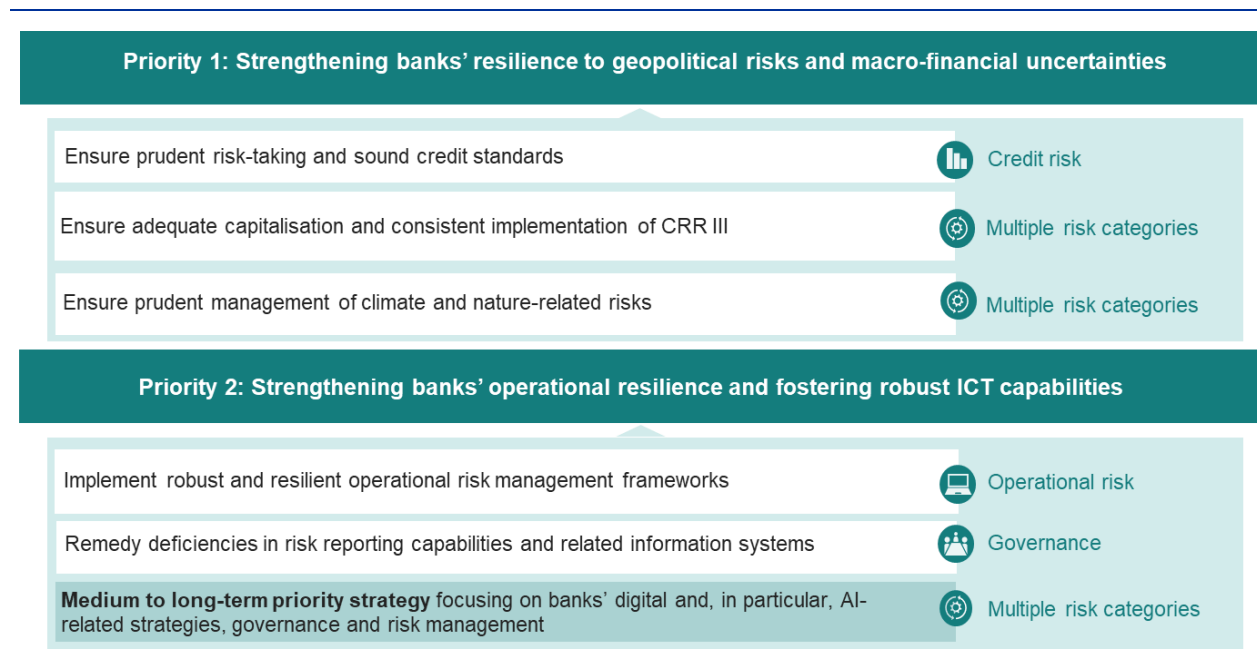 Priority 1: Strengthening banks' resilience to geopolitical risks and macro-financial uncertainties
Ensure prudent risk-taking and sound credit standards
Credit risk
Ensure adequate capitalisation and consistent implementation of CRR III
Multiple risk categories
Ensure prudent management of climate and nature-related risks
Multiple risk categories
Priority 2: Strengthening banks' operational resilience and fostering robust ICT capabilities
Implement robust and resilient operational risk management frameworks
Operational risk
Remedy deficiencies in risk reporting capabilities and related information systems
Governance
Medium to long-term priority strategy focusing on banks' digital and, in particular, AI-
related strategies, governance and risk management
Multiple risk categories